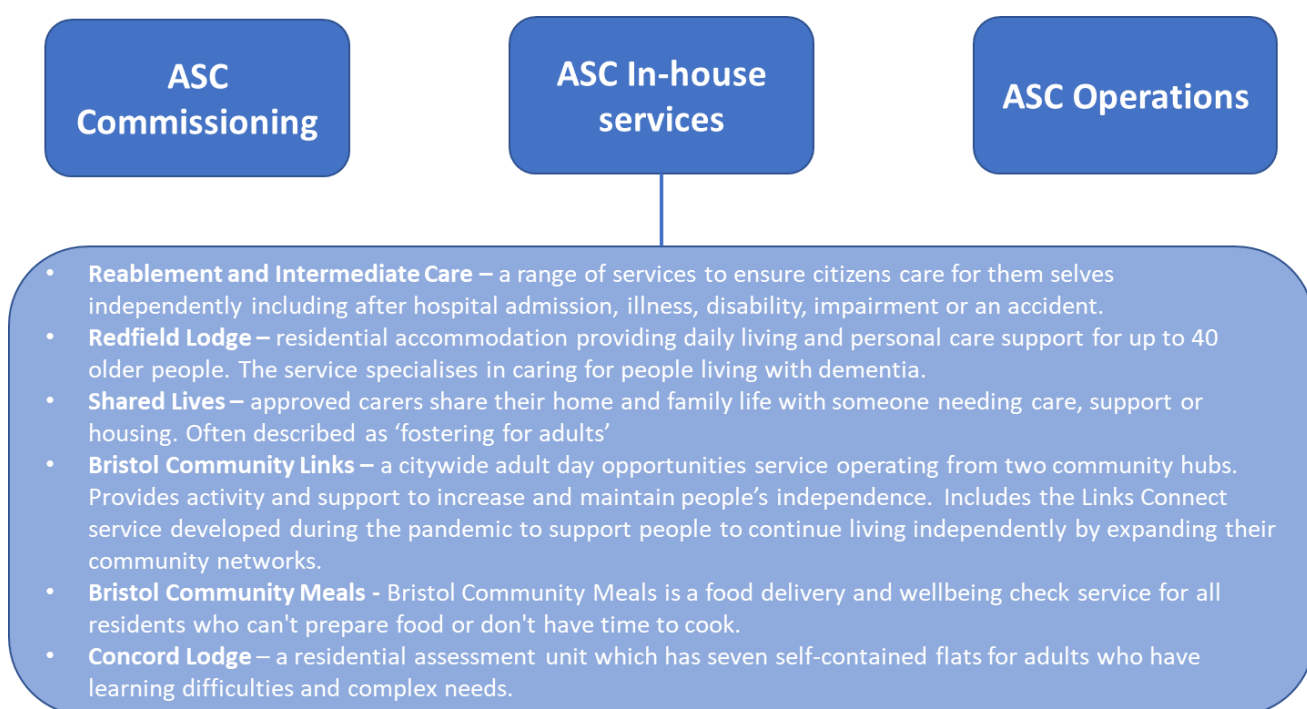 ASC
Commissioning
ASC In-house
services
ASC Operations
• Reablement and Intermediate Care – a range of services to ensure citizens care for them selves
independently including after hospital admission, illness, disability, impairment or an accident.
• Redfield Lodge – residential accommodation providing daily living and personal care support for up to 40
older people. The service specialises in caring for people living with dementia.
• Shared Lives – approved carers share their home and family life with someone needing care, support or
housing. Often described as ‘fostering for adults’
• Bristol Community Links – a citywide adult day opportunities service operating from two community hubs.
Provides activity and support to increase and maintain people’s independence. Includes the Links Connect
service developed during the pandemic to support people to continue living independently by expanding their
community networks.
• Bristol Community Meals - Bristol Community Meals is a food delivery and wellbeing check service for all
residents who can't prepare food or don't have time to cook.
• Concord Lodge – a residential assessment unit which has seven self-contained flats for adults who have
learning difficulties and complex needs.